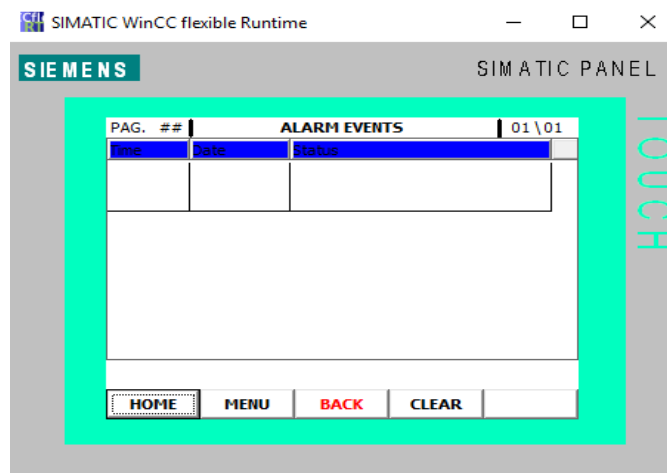 SIMATIC WinCC flexible Runtime
SIEMENS SIMATIC PANEL
PAG. ## ALARM EVENTS 01\01
Time Date Status
TOUCH
HOME MENU BACK CLEAR